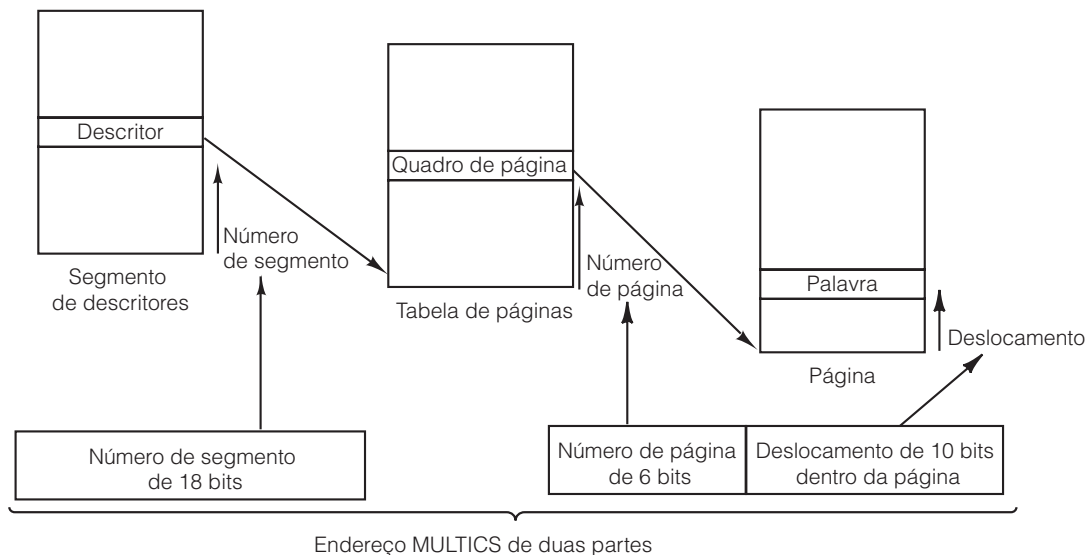 Descritor
Número
de segmento
Segmento
de descritores
Quadro de página
Número
de página
Tabela de páginas
Palavra
Deslocamento
Página
Número de segmento
de 18 bits
Número de página
de 6 bits
Deslocamento de 10 bits
dentro da página
Endereço MULTICS de duas partes